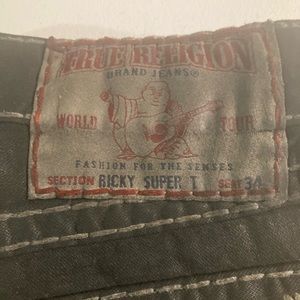 TRUE RELIGION
BRAND JEANS®
WORLD TOUR
FASHION FOR THE SENSES
SECTION RICKY SUPER T SEAT 34